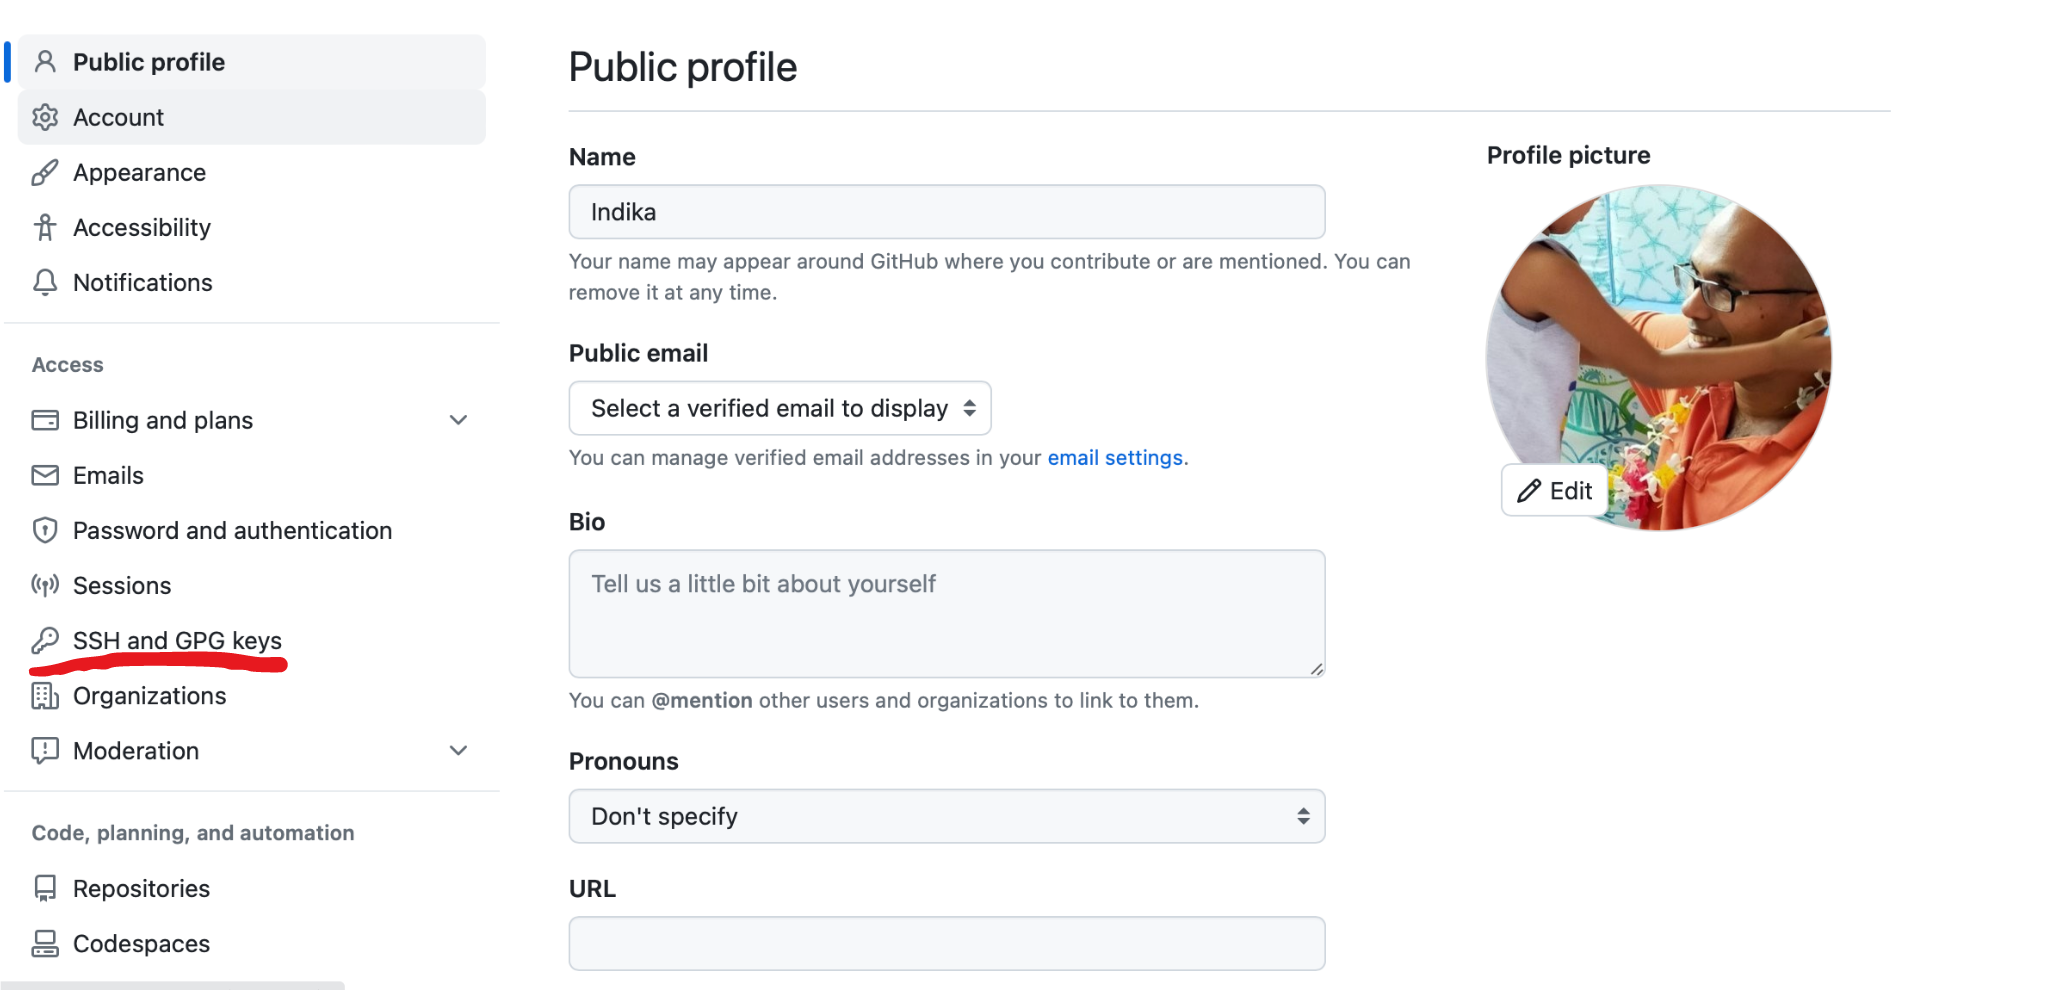 Public profile
Account
Appearance
Accessibility
Notifications
Access
Billing and plans
Emails
Password and authentication
Sessions
SSH and GPG keys
Organizations
Moderation
Code, planning, and automation
Repositories
Codespaces
Public profile
Name
Indika
Your name may appear around GitHub where you contribute or are mentioned. You can
remove it at any time.
Public email
Select a verified email to display
You can manage verified email addresses in your email settings.
Bio
Tell us a little bit about yourself
You can @mention other users and organizations to link to them.
Pronouns
Don't specify
URL
Profile picture
Edit